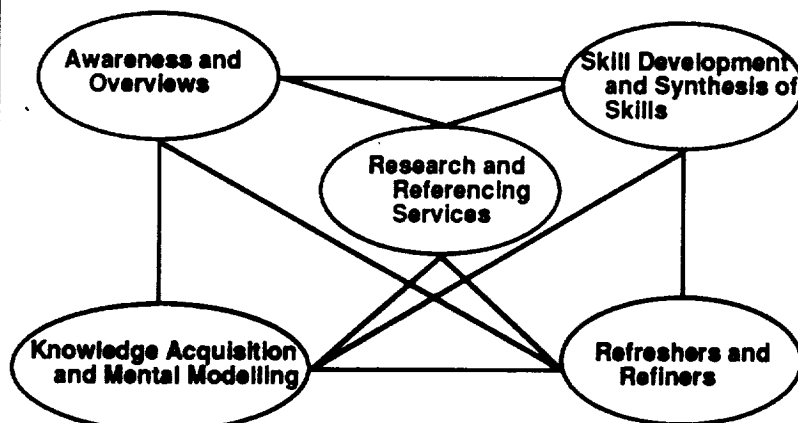 Awareness and
Overviews
Skill Development
and Synthesis of
Skills
Research and
Referencing
Services
Knowledge Acquisition
and Mental Modelling
Refreshers and
Refiners